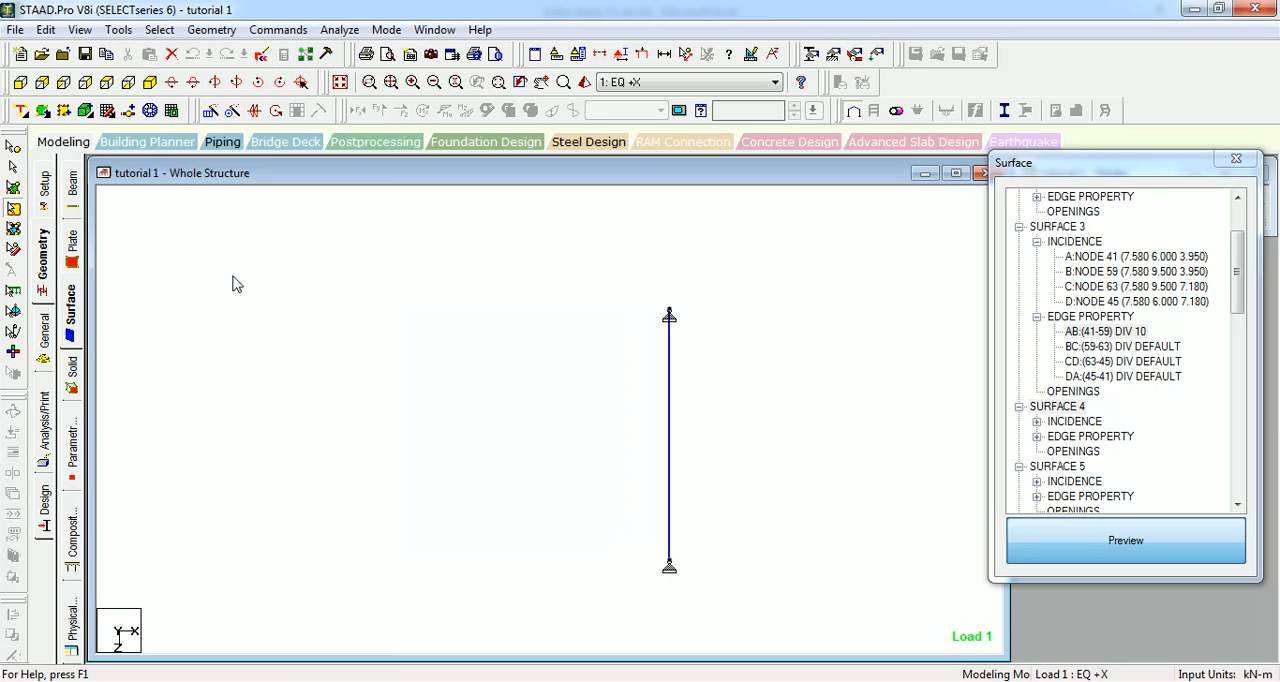 STAAD.Pro V8i (SELECTseries 6) - tutorial 1
File Edit View Tools Select Geometry Commands Analyze Mode Window Help
1: EQ +X
Modeling Building Planner Piping Bridge Deck Postprocessing Foundation Design Steel Design RAM Connection Concrete Design Advanced Slab Design Earthquake
Setup
Geometry
General
Analysis/Print
Design
Beam
Plate
Surface
Solid
Parametr...
Composit...
Physical...
tutorial 1 - Whole Structure
Load 1
Y X
Z
Surface
EDGE PROPERTY
OPENINGS
SURFACE 3
INCIDENCE
A:NODE 41 (7.580 6.000 3.950)
B:NODE 59 (7.580 9.500 3.950)
C:NODE 63 (7.580 9.500 7.180)
D:NODE 45 (7.580 6.000 7.180)
EDGE PROPERTY
AB:(41-59) DIV 10
BC:(59-63) DIV DEFAULT
CD:(63-45) DIV DEFAULT
DA:(45-41) DIV DEFAULT
OPENINGS
SURFACE 4
INCIDENCE
EDGE PROPERTY
OPENINGS
SURFACE 5
INCIDENCE
EDGE PROPERTY
OPENINGS
Preview
For Help, press F1
Modeling Mo Load 1 : EQ +X Input Units: kN-m